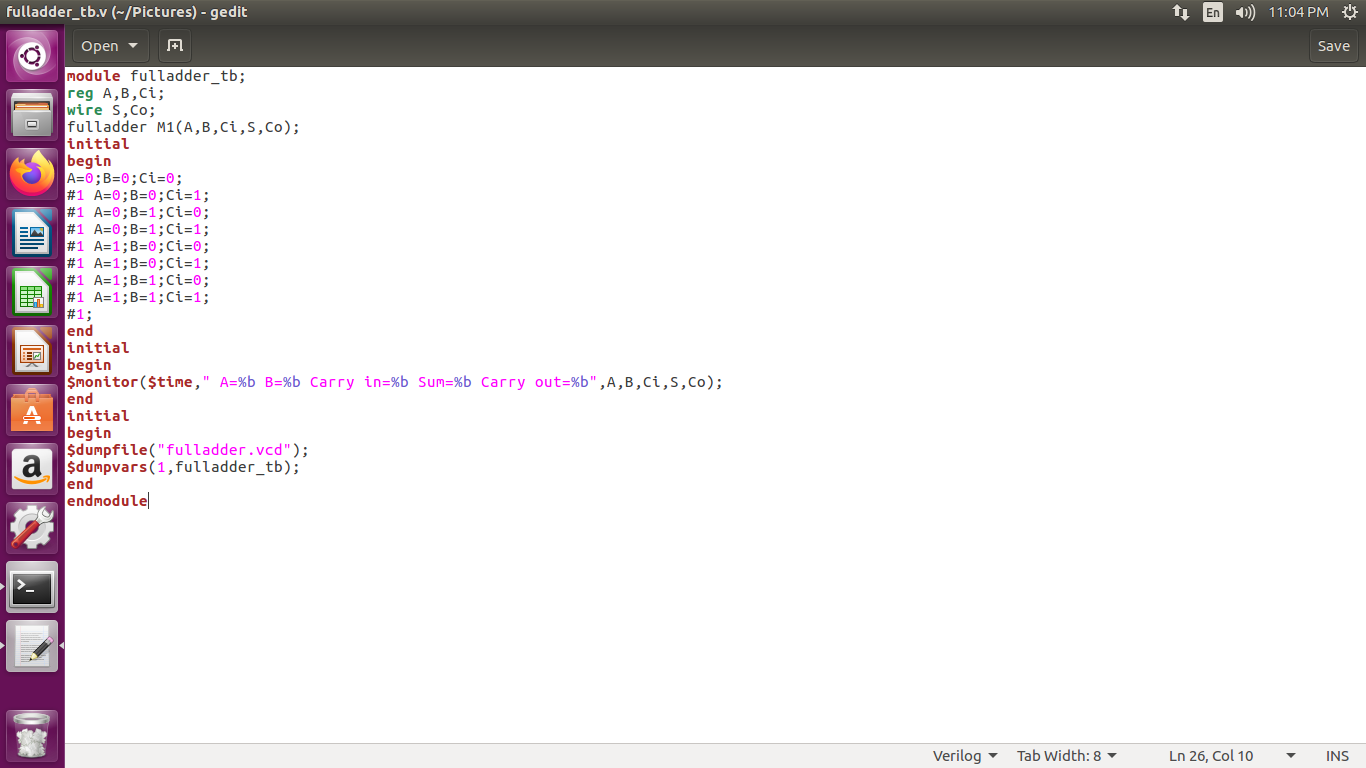 fulladder_tb.v (~/Pictures) - gedit
En
11:04 PM
Open
Save
module fulladder_tb;
reg A,B,Ci;
wire S,Co;
fulladder M1(A,B,Ci,S,Co);
initial
begin
A=0;B=0;Ci=0;
#1 A=0;B=0;Ci=1;
#1 A=0;B=1;Ci=0;
#1 A=0;B=1;Ci=1;
#1 A=1;B=0;Ci=0;
#1 A=1;B=0;Ci=1;
#1 A=1;B=1;Ci=0;
#1 A=1;B=1;Ci=1;
#1;
end
initial
begin
$monitor($time," A=%b B=%b Carry in=%b Sum=%b Carry out=%b",A,B,Ci,S,Co);
end
initial
begin
$dumpfile("fulladder.vcd");
$dumpvars(1,fulladder_tb);
end
endmodule
Verilog
Tab Width: 8
Ln 26, Col 10
INS